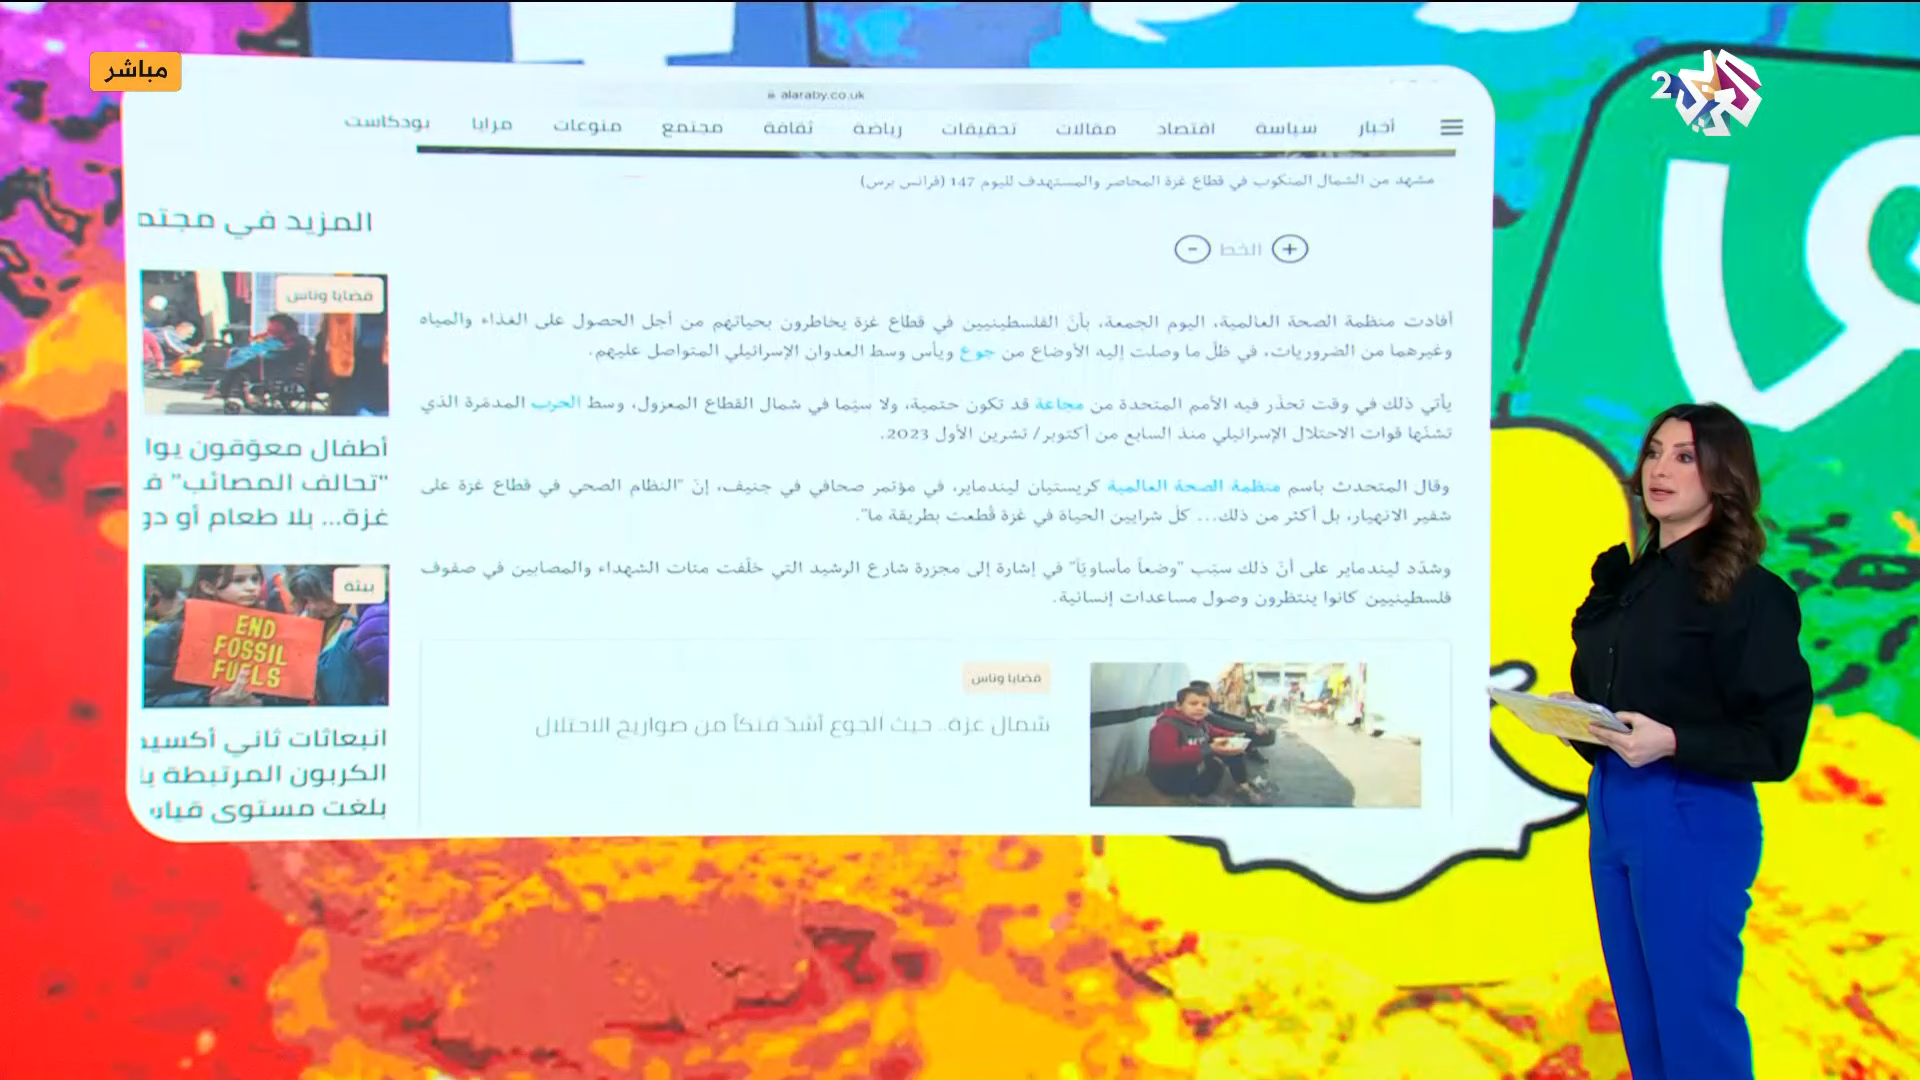 مباشر
العربي 2
alaraby.co.uk
أخبار سياسة اقتصاد مقالات تحقيقات رياضة ثقافة مجتمع منوعات مرايا بودكاست
مشهد من الشمال المنكوب في قطاع غزة المحاصر والمستهدف لليوم 147 (فرانس برس)
+ الخط -
أفادت منظمة الصحة العالمية، اليوم الجمعة، بأنّ الفلسطينيين في قطاع غزة يخاطرون بحياتهم من أجل الحصول على الغذاء والمياه
وغيرهما من الضروريات، في ظلّ ما وصلت إليه الأوضاع من جوع ويأس وسط العدوان الإسرائيلي المتواصل عليهم.
يأتي ذلك في وقت تحذّر فيه الأمم المتحدة من مجاعة قد تكون حتمية، ولا سيّما في شمال القطاع المعزول، وسط الحرب المدمّرة الذي
تشنّها قوات الاحتلال الإسرائيلي منذ السابع من أكتوبر/ تشرين الأول 2023.
وقال المتحدث باسم منظمة الصحة العالمية كريستيان ليندماير، في مؤتمر صحافي في جنيف، إنّ "النظام الصحي في قطاع غزة على
شفير الانهيار، بل أكثر من ذلك... كلّ شرايين الحياة في غزة قُطعت بطريقة ما".
وشدّد ليندماير على أنّ ذلك سبّب "وضعاً مأساويّاً" في إشارة إلى مجزرة شارع الرشيد التي خلّفت مئات الشهداء والمصابين في صفوف
فلسطينيين كانوا ينتظرون وصول مساعدات إنسانية.
قضايا وناس
شمال غزة.. حيث الجوع أشدّ فتكاً من صواريخ الاحتلال
المزيد في مجتم
قضايا وناس
أطفال معوّقون يوا
"تحالف المصائب" ف
غزة... بلا طعام أو دو
بيئة
END
FOSSIL
FUELS
انبعاثات ثاني أكسيد
الكربون المرتبطة با
بلغت مستوى قياس